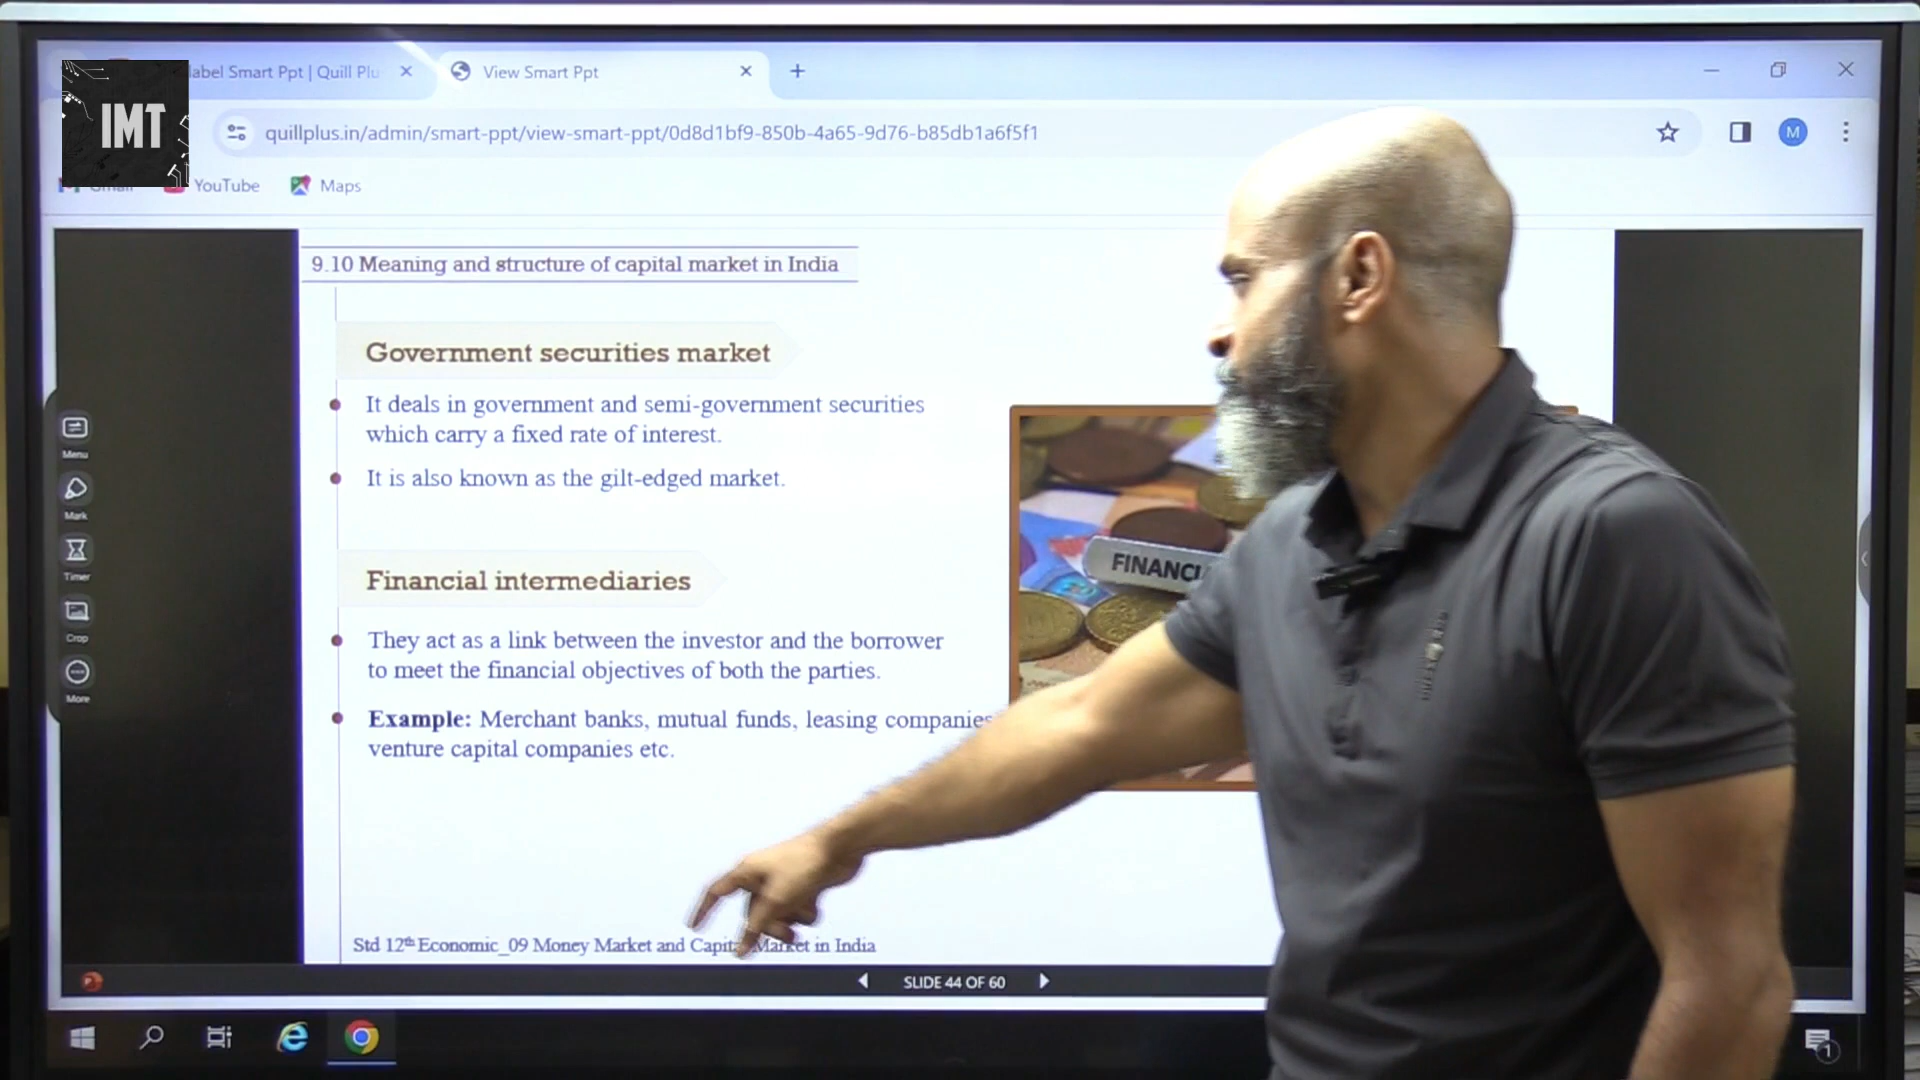 IMT
label Smart Ppt | Quill Plu
View Smart Ppt
quillplus.in/admin/smart-ppt/view-smart-ppt/0d8d1bf9-850b-4a65-9d76-b85db1a6f5f1
M
Gmail
YouTube
Maps
9.10 Meaning and structure of capital market in India
Government securities market
It deals in government and semi-government securities
which carry a fixed rate of interest.
It is also known as the gilt-edged market.
Financial intermediaries
They act as a link between the investor and the borrower
to meet the financial objectives of both the parties.
Example: Merchant banks, mutual funds, leasing companies
venture capital companies etc.
FINANCI
Menu
Mark
Timer
Crop
More
Std 12th Economic_09 Money Market and Capital Market in India
SLIDE 44 OF 60
1